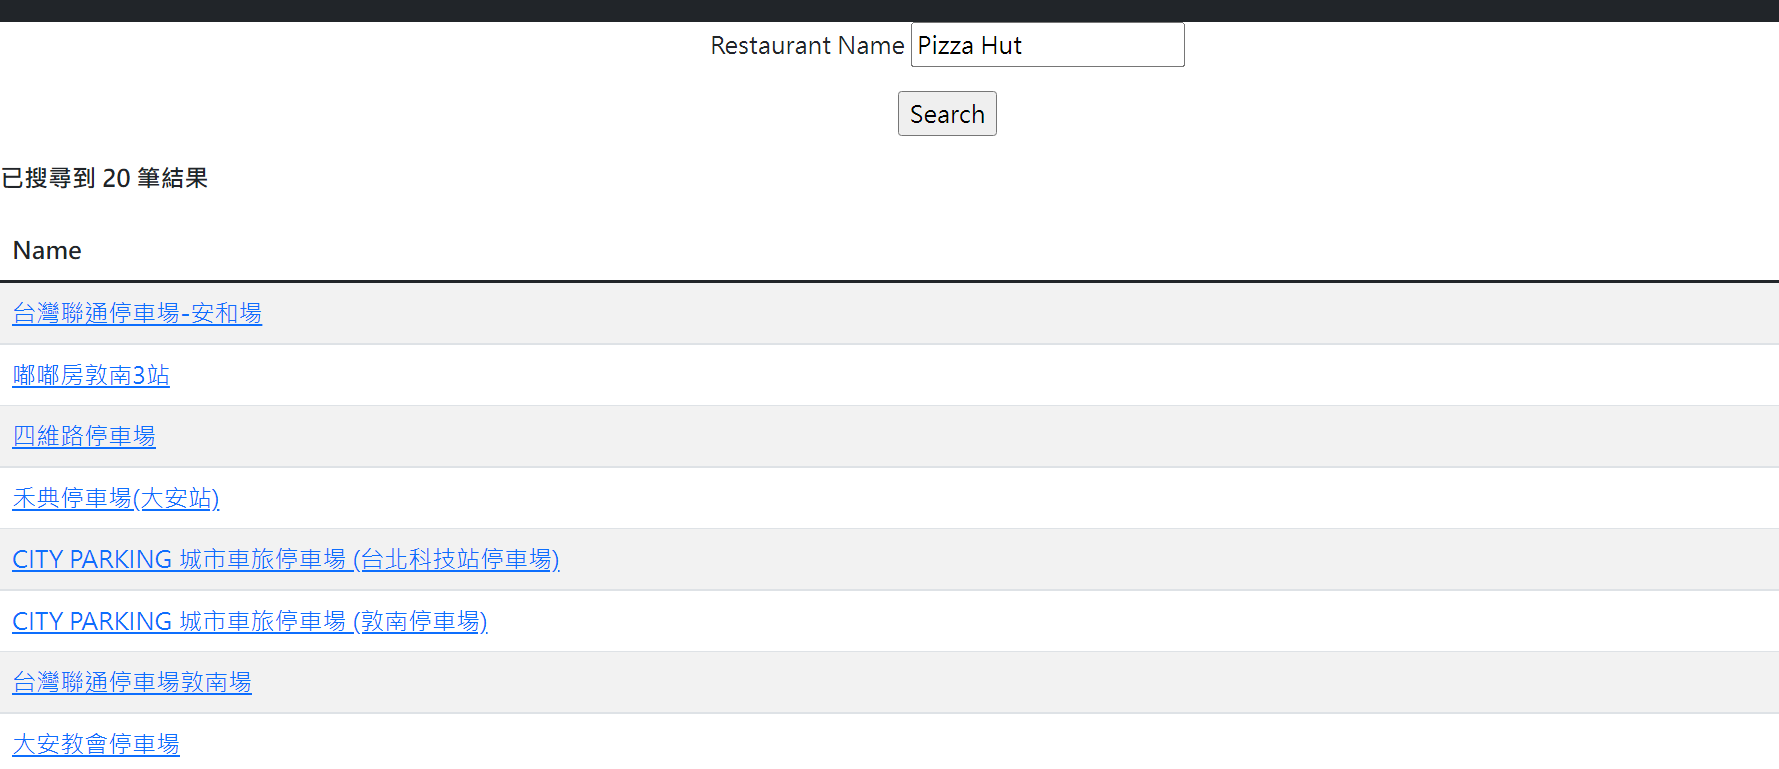 Restaurant Name Pizza Hut
Search
已搜尋到 20 筆結果
Name
台灣聯通停車場-安和場
嘟嘟房敦南3站
四維路停車場
禾典停車場(大安站)
CITY PARKING 城市車旅停車場 (台北科技站停車場)
CITY PARKING 城市車旅停車場 (敦南停車場)
台灣聯通停車場敦南場
大安教會停車場